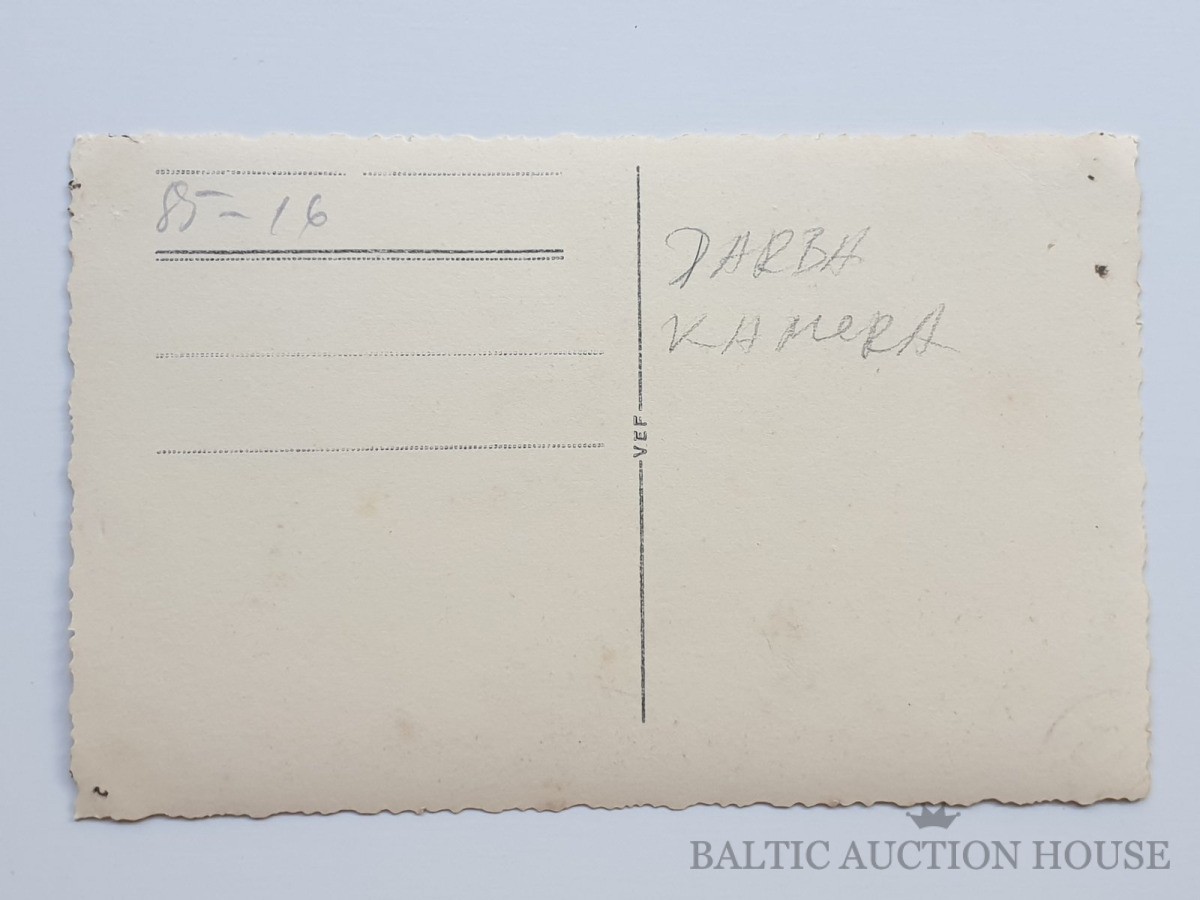 85-16
DARBA
KAMERA
VEF
BALTIC AUCTION HOUSE